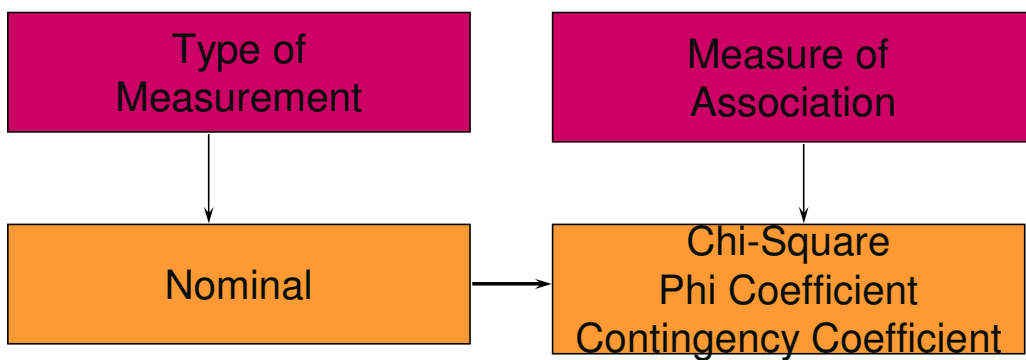 Type of
Measurement
Measure of
Association
Nominal
Chi-Square
Phi Coefficient
Contingency Coefficient